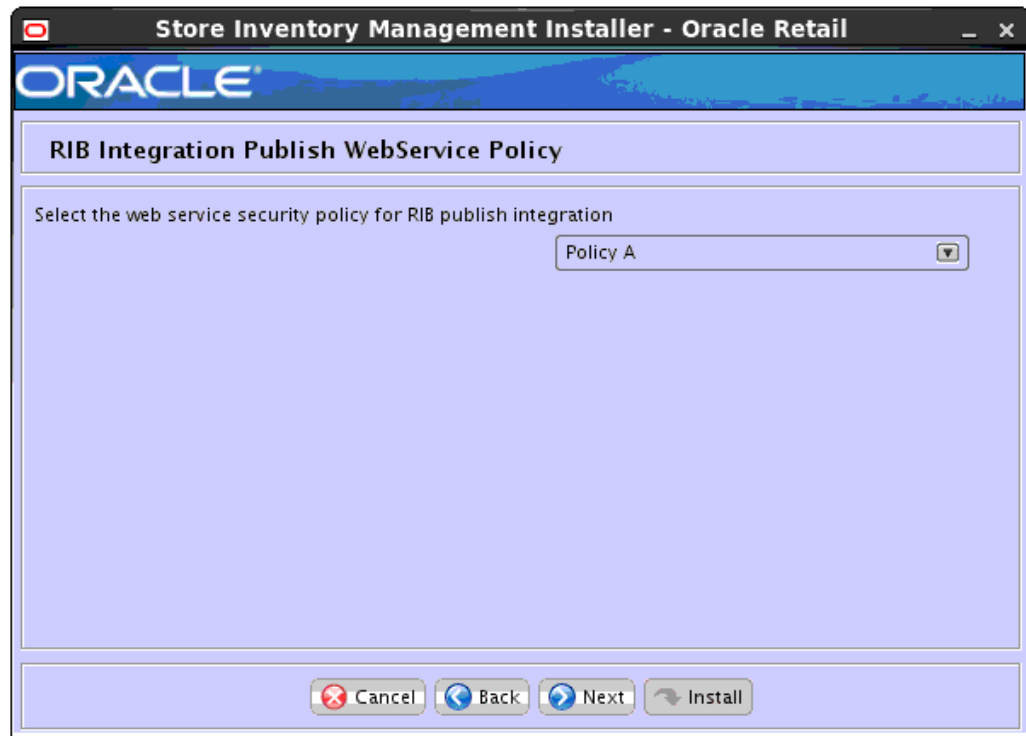 Store Inventory Management Installer - Oracle Retail
ORACLE
RIB Integration Publish WebService Policy
Select the web service security policy for RIB publish integration
Policy A
Cancel Back Next Install